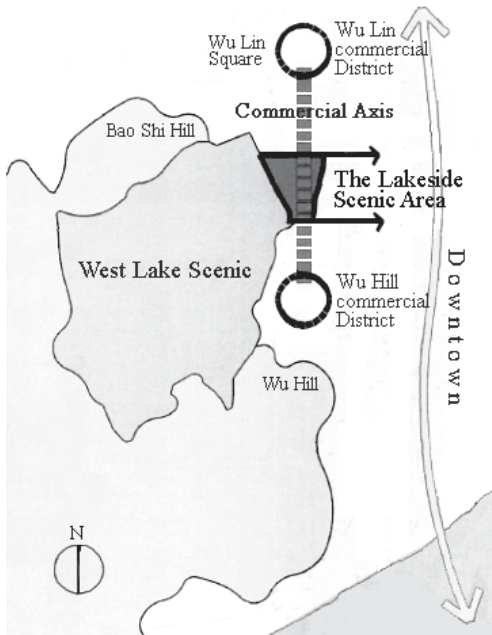 Wu Lin
Square
Wu Lin
commercial
District
Commercial Axis
Bao Shi Hill
The Lakeside
Scenic Area
West Lake Scenic
Wu Hill
commercial
District
Wu Hill
Downtown
N